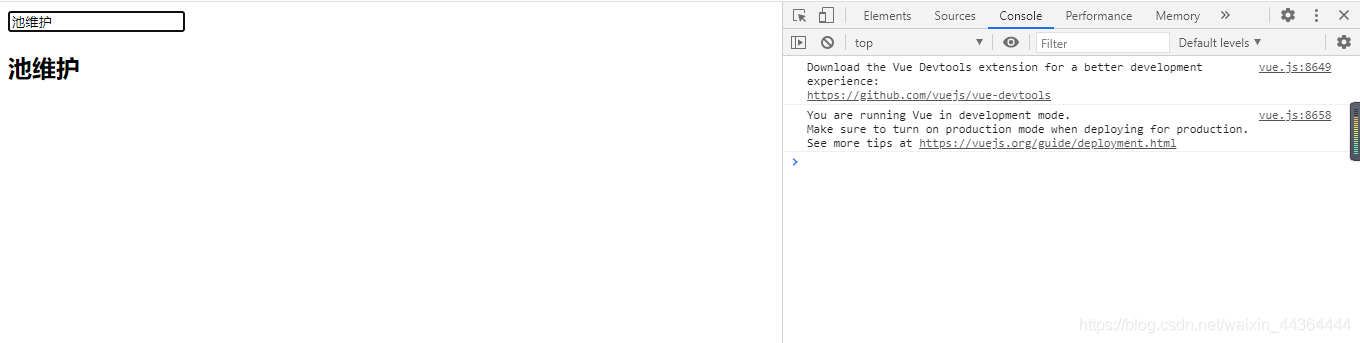 池维护
池维护
Elements Sources Console Performance Memory »
top Filter Default levels
Download the Vue Devtools extension for a better development vue.js:8649
experience:
https://github.com/vuejs/vue-devtools
You are running Vue in development mode. vue.js:8658
Make sure to turn on production mode when deploying for production.
See more tips at https://vuejs.org/guide/deployment.html
https://blog.csdn.net/weixin_44364444